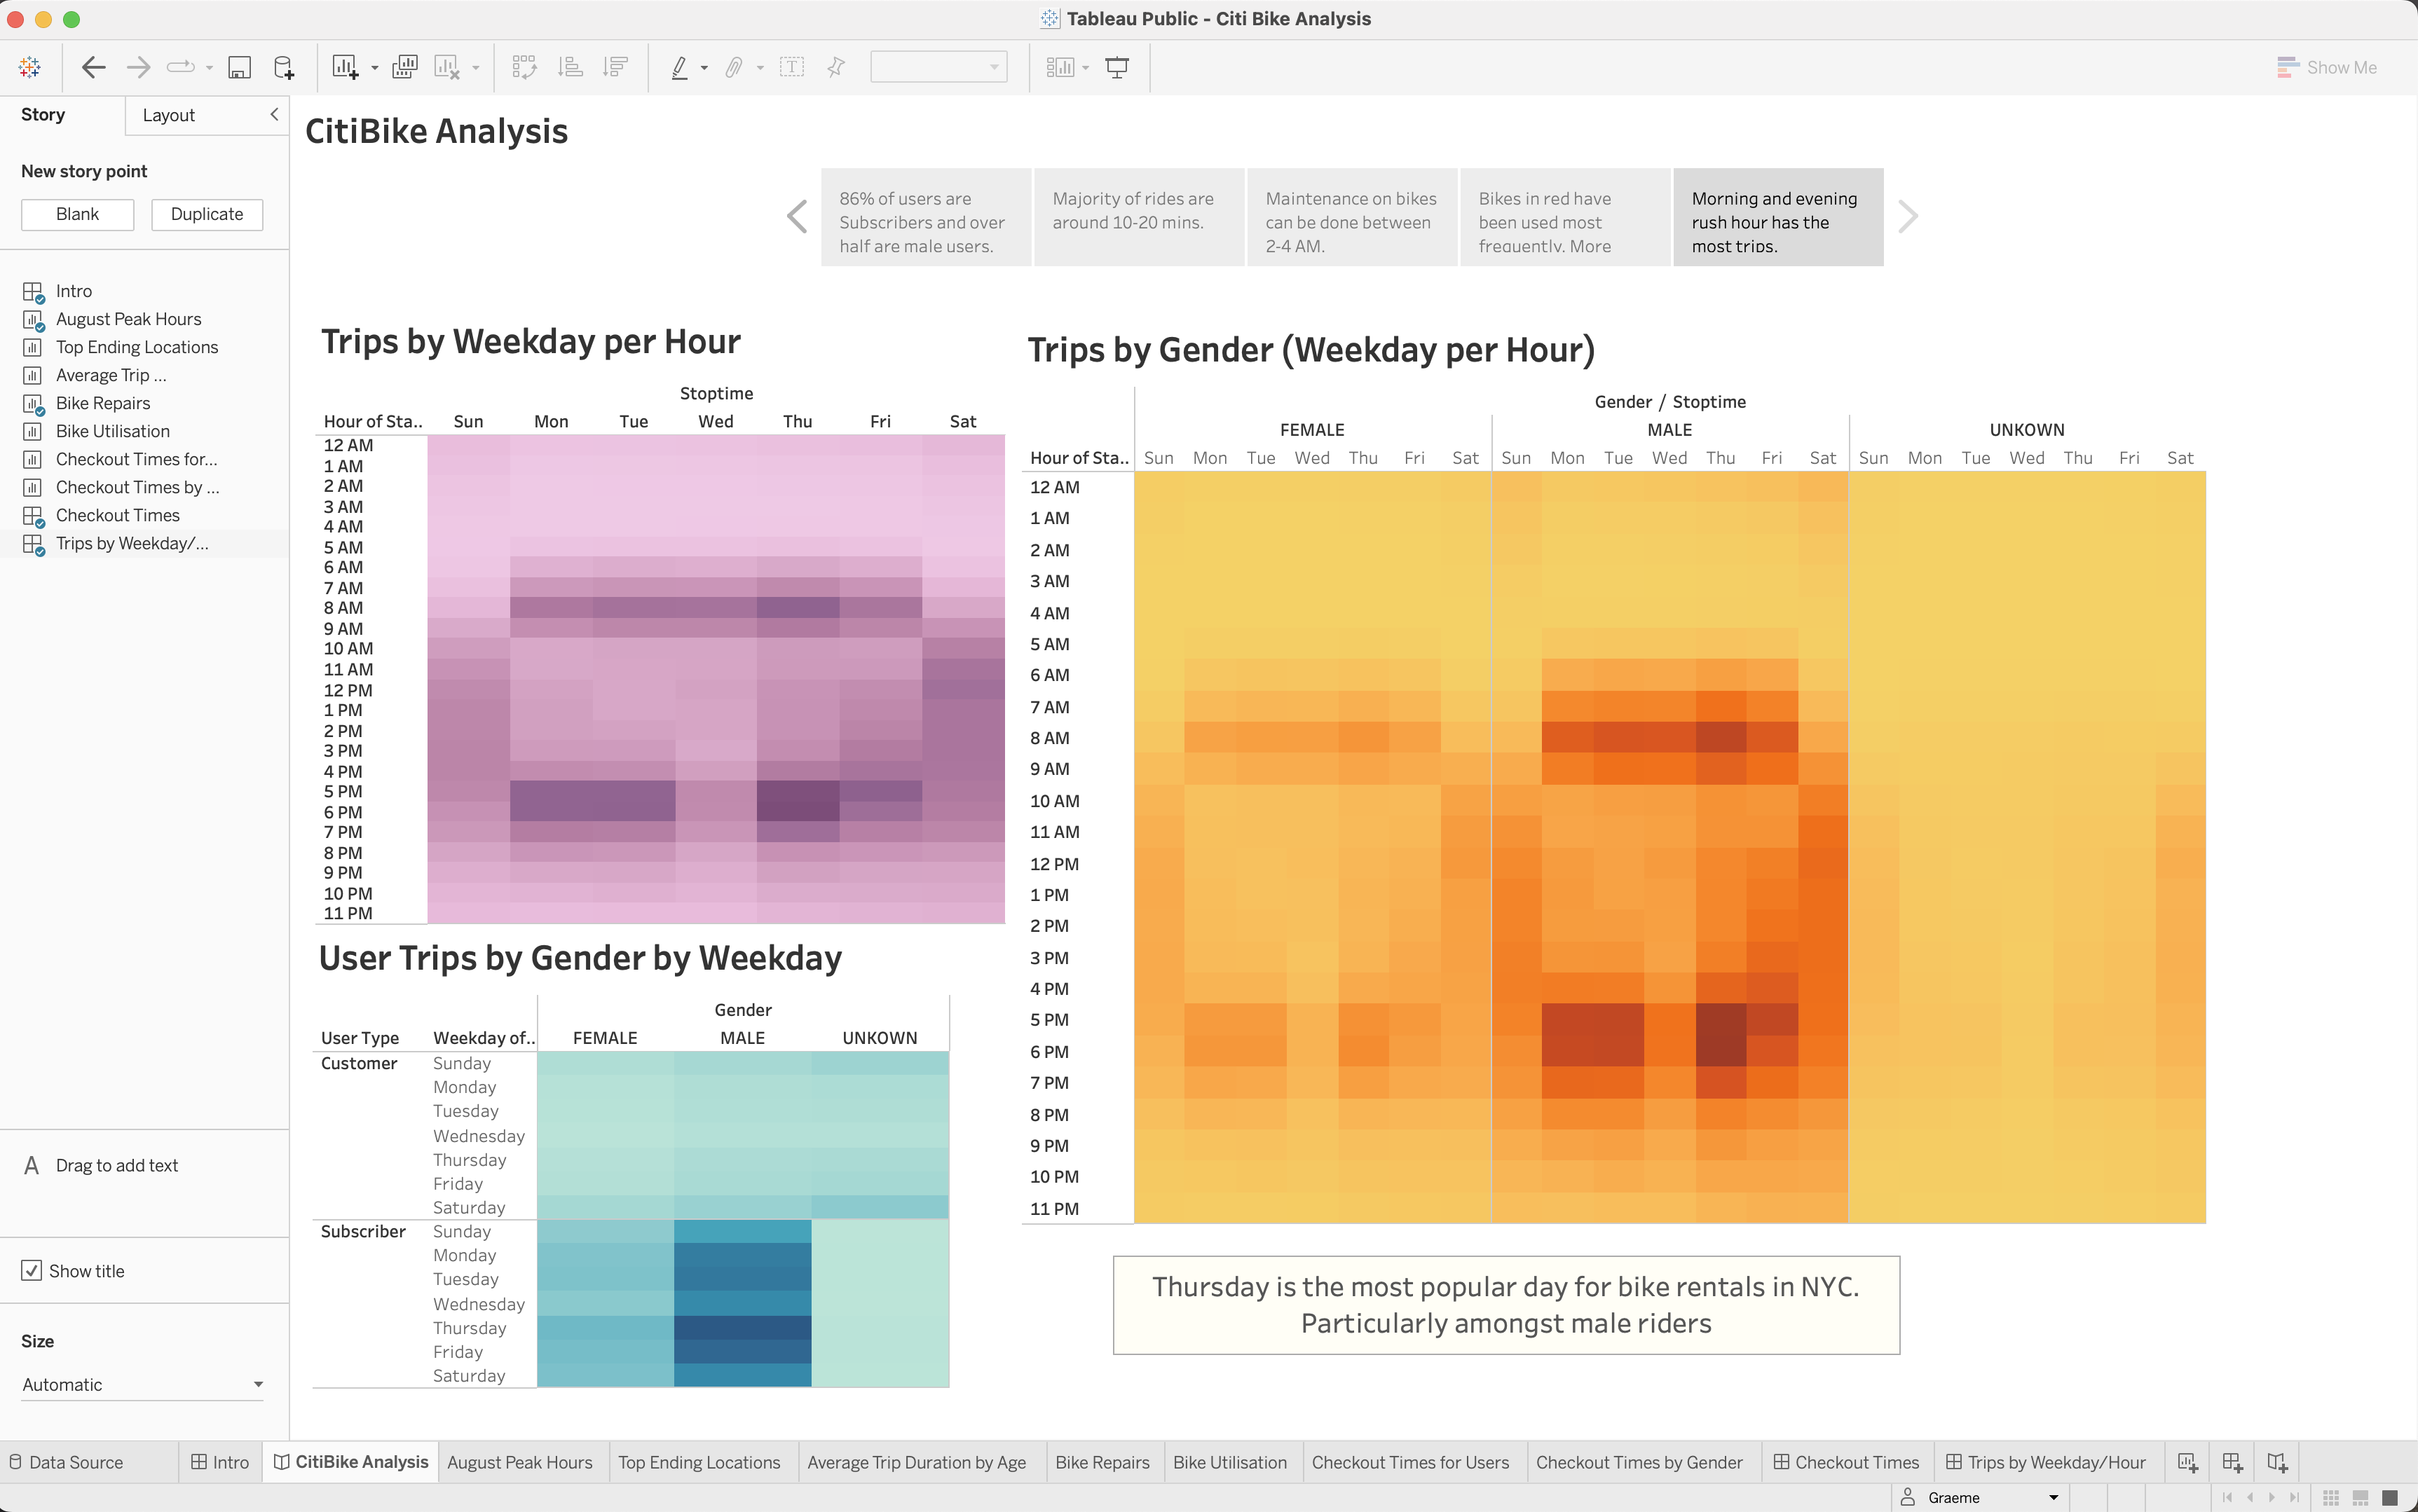 Tableau Public - Citi Bike Analysis
Show Me
Story
Layout
New story point
Blank
Duplicate
Intro
August Peak Hours
Top Ending Locations
Average Trip ...
Bike Repairs
Bike Utilisation
Checkout Times for...
Checkout Times by ...
Checkout Times
Trips by Weekday/...
A Drag to add text
Show title
Size
Automatic
CitiBike Analysis
86% of users are
Subscribers and over
half are male users.
Majority of rides are
around 10-20 mins.
Maintenance on bikes
can be done between
2-4 AM.
Bikes in red have
been used most
frequently. More
Morning and evening
rush hour has the
most trips.
Trips by Weekday per Hour
Stoptime
Hour of Sta.. Sun Mon Tue Wed Thu Fri Sat
12 AM
1 AM
2 AM
3 AM
4 AM
5 AM
6 AM
7 AM
8 AM
9 AM
10 AM
11 AM
12 PM
1 PM
2 PM
3 PM
4 PM
5 PM
6 PM
7 PM
8 PM
9 PM
10 PM
11 PM
User Trips by Gender by Weekday
Gender
User Type Weekday of.. FEMALE MALE UNKOWN
Customer Sunday
Monday
Tuesday
Wednesday
Thursday
Friday
Saturday
Subscriber Sunday
Monday
Tuesday
Wednesday
Thursday
Friday
Saturday
Trips by Gender (Weekday per Hour)
Gender / Stoptime
FEMALE MALE UNKOWN
Hour of Sta.. Sun Mon Tue Wed Thu Fri Sat Sun Mon Tue Wed Thu Fri Sat Sun Mon Tue Wed Thu Fri Sat
12 AM
1 AM
2 AM
3 AM
4 AM
5 AM
6 AM
7 AM
8 AM
9 AM
10 AM
11 AM
12 PM
1 PM
2 PM
3 PM
4 PM
5 PM
6 PM
7 PM
8 PM
9 PM
10 PM
11 PM
Thursday is the most popular day for bike rentals in NYC.
Particularly amongst male riders
Data Source Intro CitiBike Analysis August Peak Hours Top Ending Locations Average Trip Duration by Age Bike Repairs Bike Utilisation Checkout Times for Users Checkout Times by Gender Checkout Times Trips by Weekday/Hour
Graeme